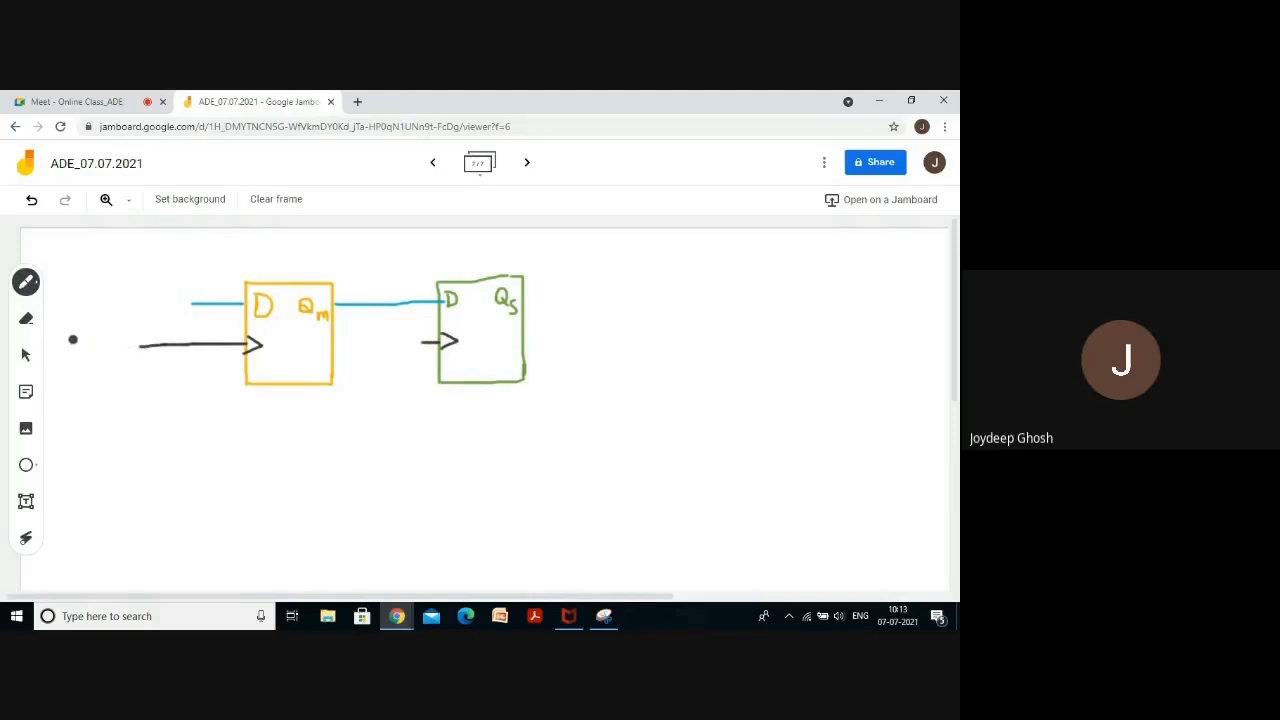 Meet - Online Class_ADE
ADE_07.07.2021 - Google Jambo
jamboard.google.com/d/1H_DMYTNCN5G-WfVkmDY0Kd_jTa-HP0qN1UNn9t-FcDg/viewer?f=6
J
ADE_07.07.2021
7 / 7
Share
J
Set background
Clear frame
Open on a Jamboard
D Qm
D Qs
J
Joydeep Ghosh
Type here to search
ENG
10:13
07-07-2021
5